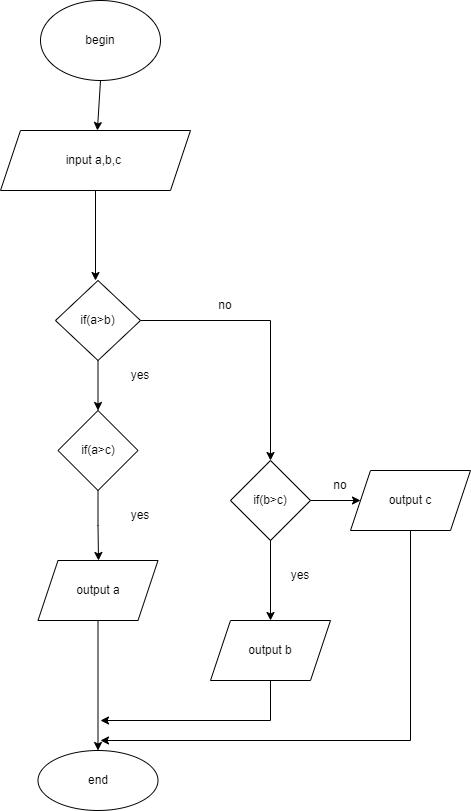 begin
input a,b,c
if(a>b)
no
yes
if(a>c)
yes
if(b>c)
no
output c
yes
output a
output b
end